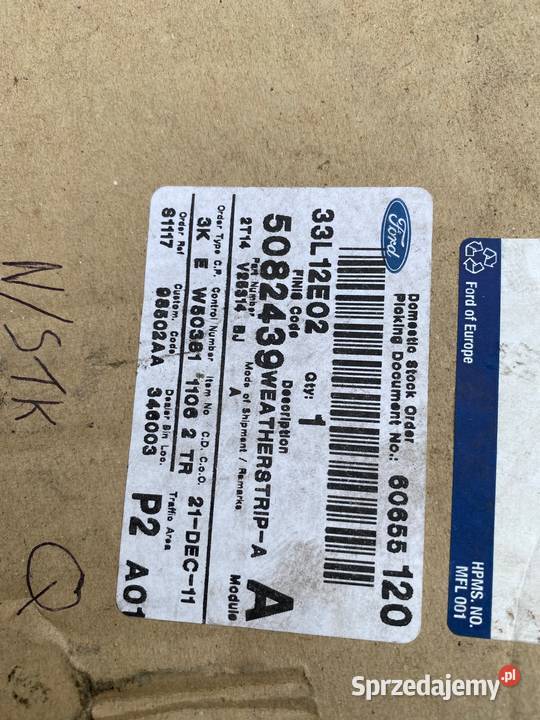 Ford
Domestic Stock Order
Picking Document No.: 60655 120
33L12E02
Qty: 1
FINIS Code
Description
5082439 WEATHERSTRIP-A
A
Module
Part Number
Mode of Shipment / Remarks
2T14 V25514 BJ
A
Order Type C.P. Control Number Item No C.D. C.o.O.
3K E W50381 1106 2 TR 21-DEC-11
Order Ref Custom. Code Dealer Bin Loc. Traffic Area
S1117 98502AA 346003 P2 A01
Ford of Europe
HPMS. NO.
MFL 001
N/STK
Q
Sprzedajemy.pl